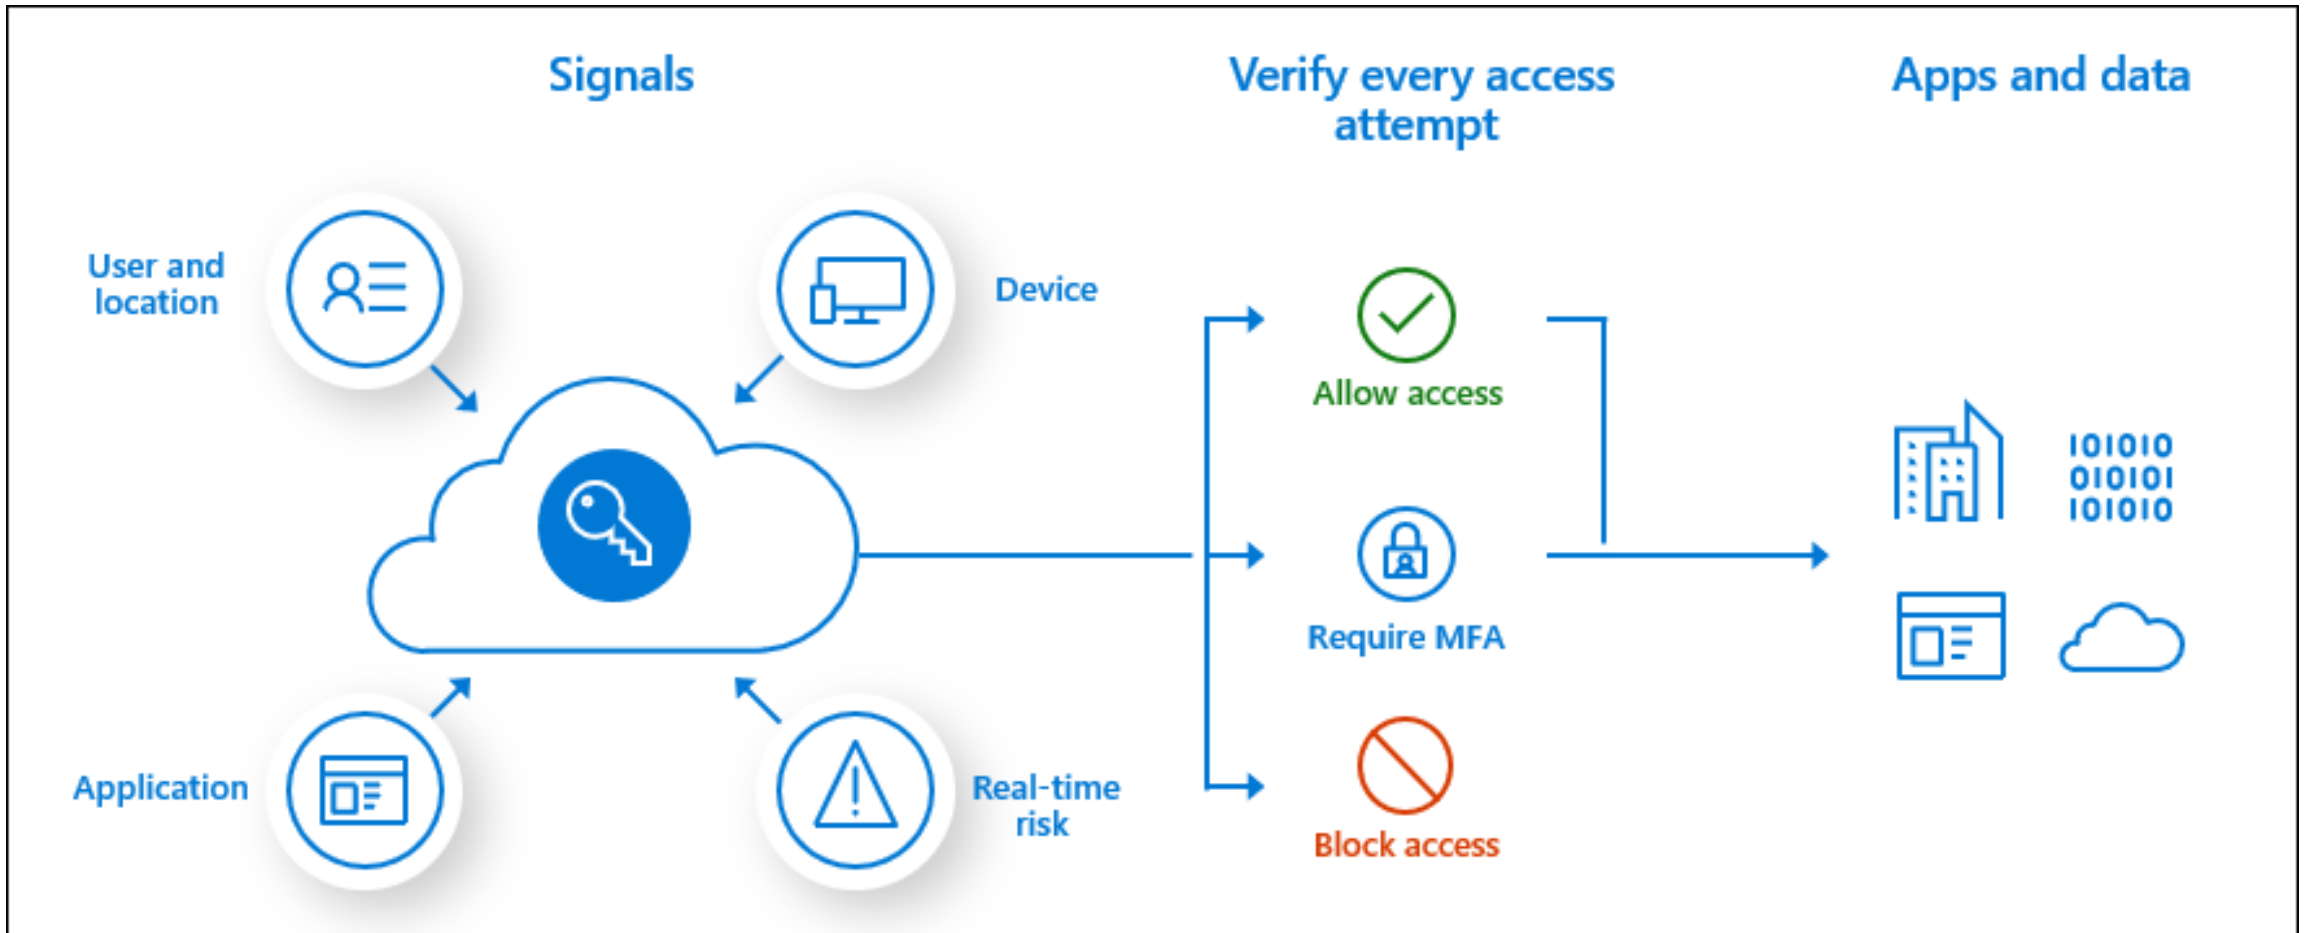 Signals
Verify every access
attempt
Apps and data
User and
location
Device
Allow access
101010
010101
101010
Require MFA
Application
Real-time
risk
Block access